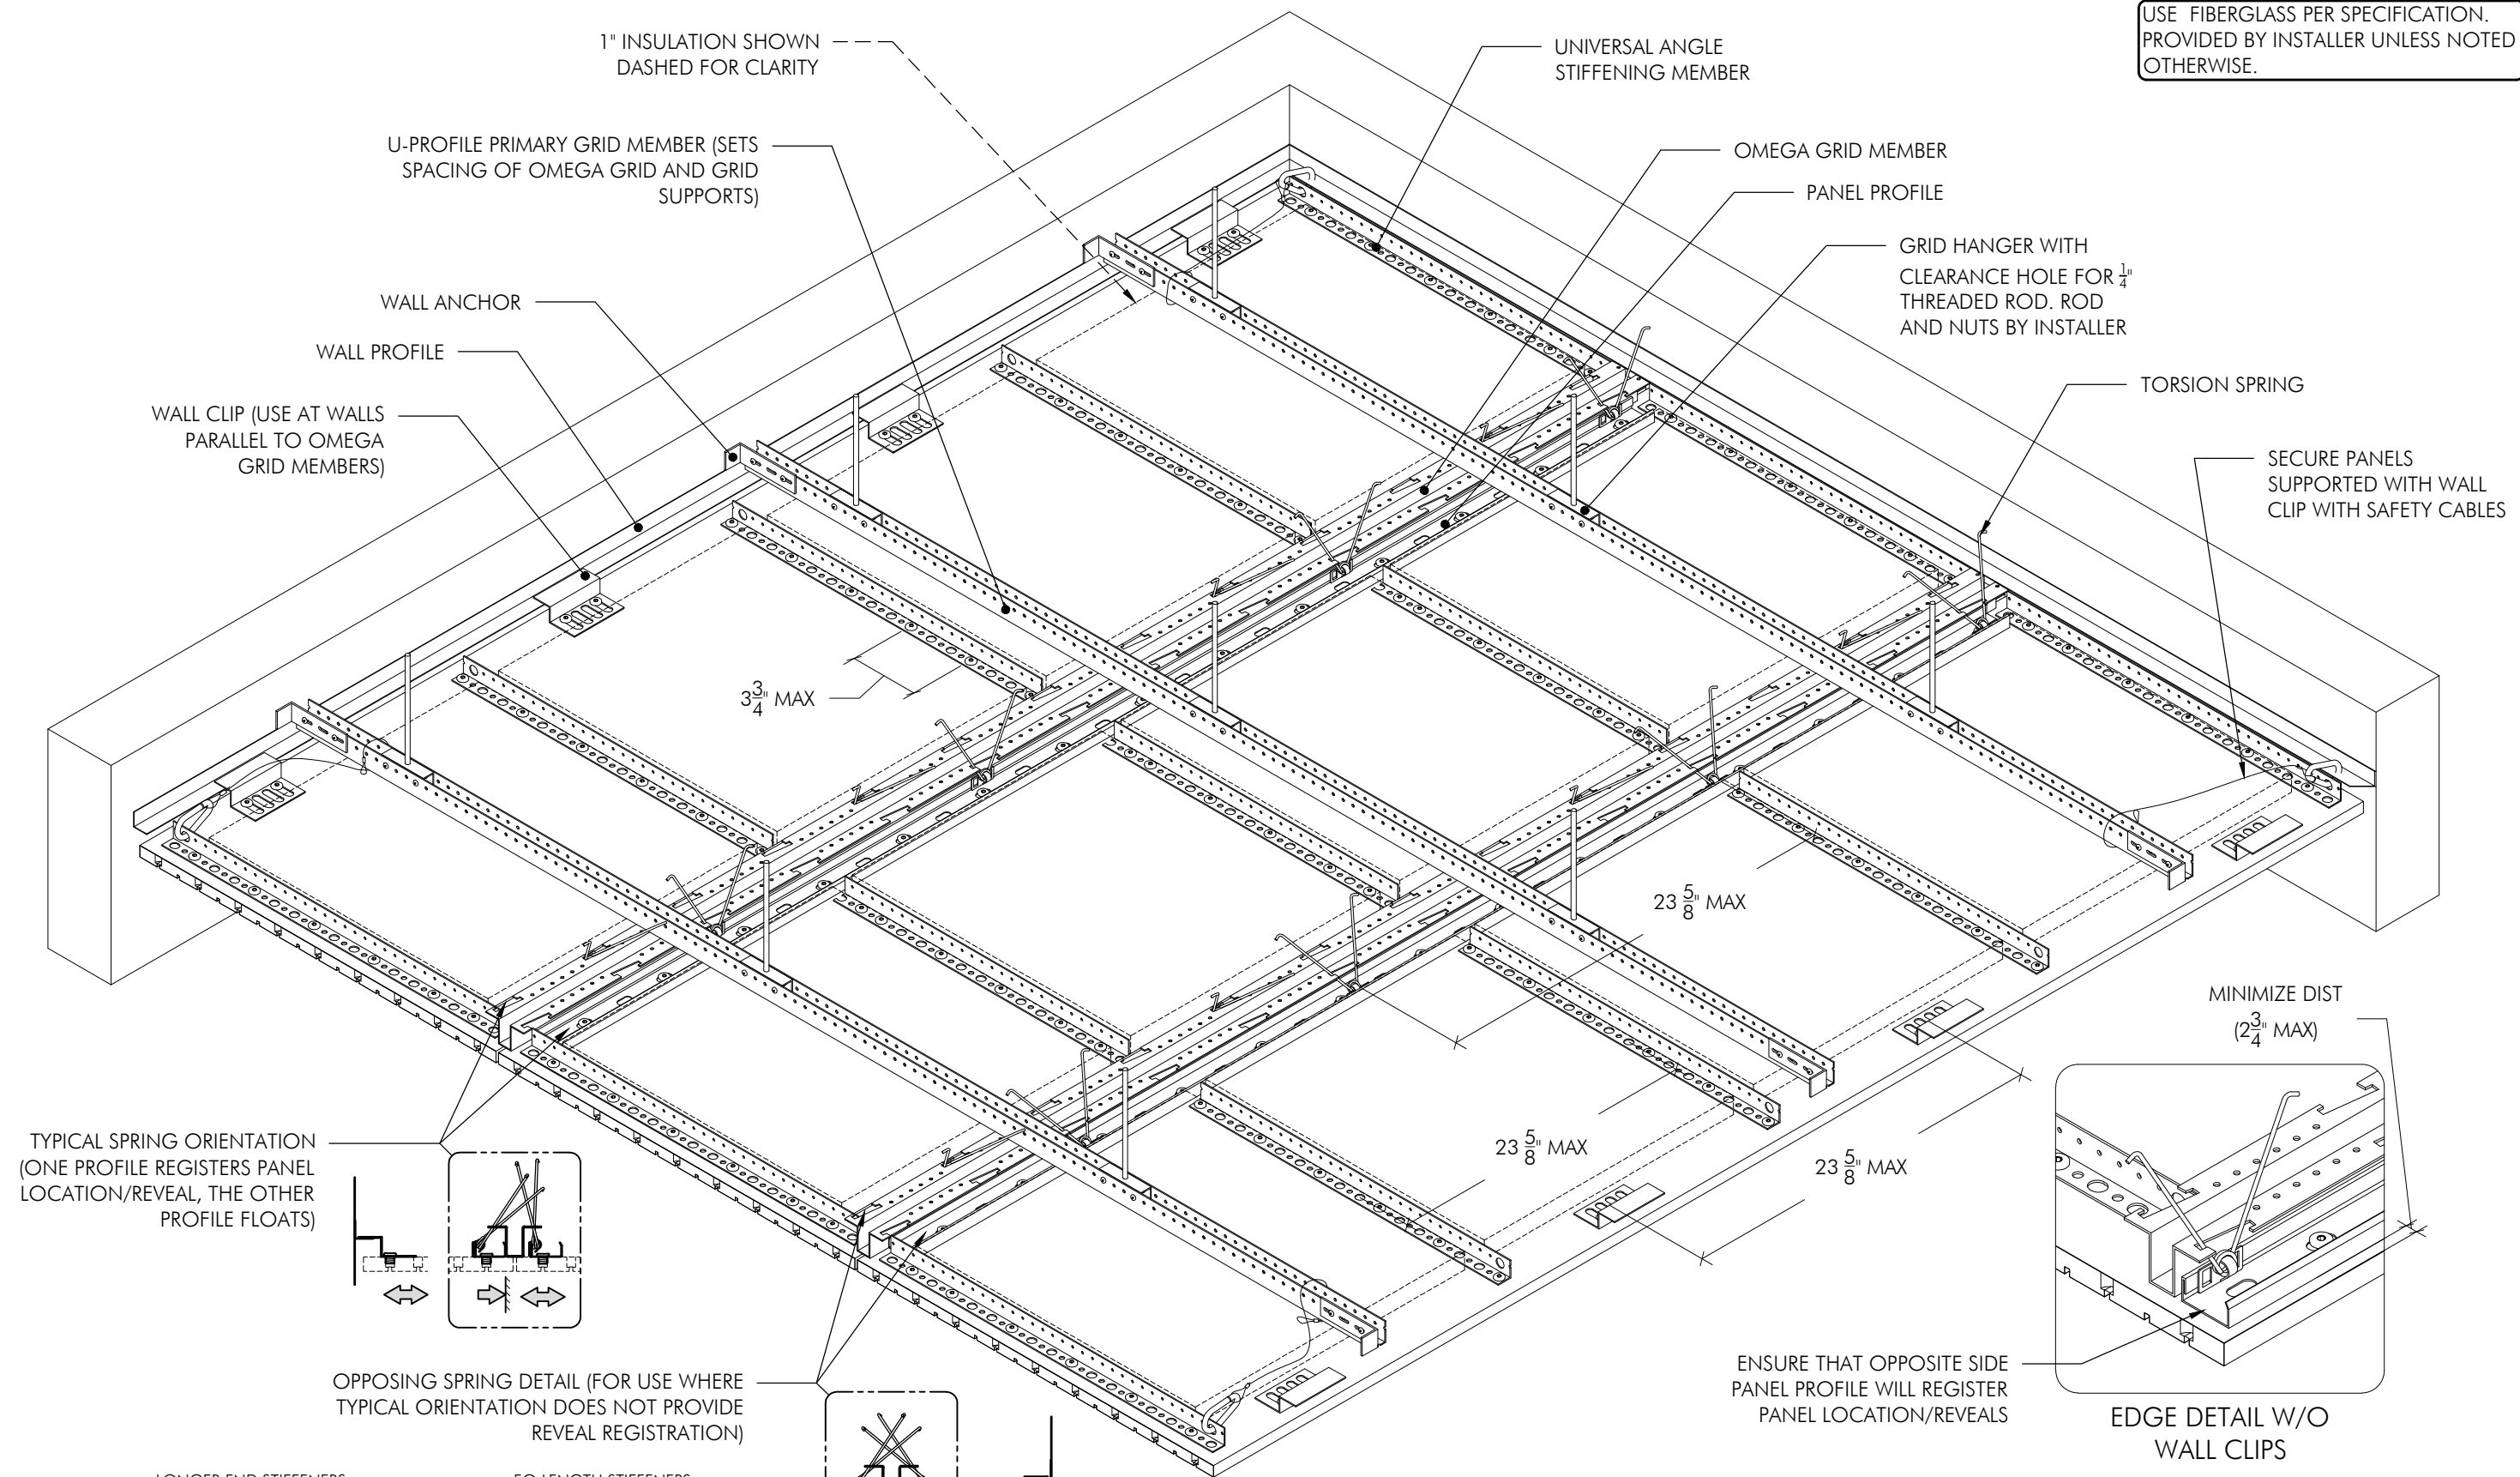 1" INSULATION SHOWN
DASHED FOR CLARITY
UNIVERSAL ANGLE
STIFFENING MEMBER
USE FIBERGLASS PER SPECIFICATION.
PROVIDED BY INSTALLER UNLESS NOTED
OTHERWISE.
U-PROFILE PRIMARY GRID MEMBER (SETS
SPACING OF OMEGA GRID AND GRID
SUPPORTS)
OMEGA GRID MEMBER
PANEL PROFILE
GRID HANGER WITH
CLEARANCE HOLE FOR 1/4"
THREADED ROD. ROD
AND NUTS BY INSTALLER
WALL ANCHOR
WALL PROFILE
TORSION SPRING
WALL CLIP (USE AT WALLS
PARALLEL TO OMEGA
GRID MEMBERS)
SECURE PANELS
SUPPORTED WITH WALL
CLIP WITH SAFETY CABLES
3 3/4" MAX
23 5/8" MAX
23 5/8" MAX
23 5/8" MAX
MINIMIZE DIST
(2 3/4" MAX)
TYPICAL SPRING ORIENTATION
(ONE PROFILE REGISTERS PANEL
LOCATION/REVEAL, THE OTHER
PROFILE FLOATS)
OPPOSING SPRING DETAIL (FOR USE WHERE
TYPICAL ORIENTATION DOES NOT PROVIDE
REVEAL REGISTRATION)
ENSURE THAT OPPOSITE SIDE
PANEL PROFILE WILL REGISTER
PANEL LOCATION/REVEALS
EDGE DETAIL W/O
WALL CLIPS
LONGER END STIFFENERS
EQ LENGTH STIFFENERS